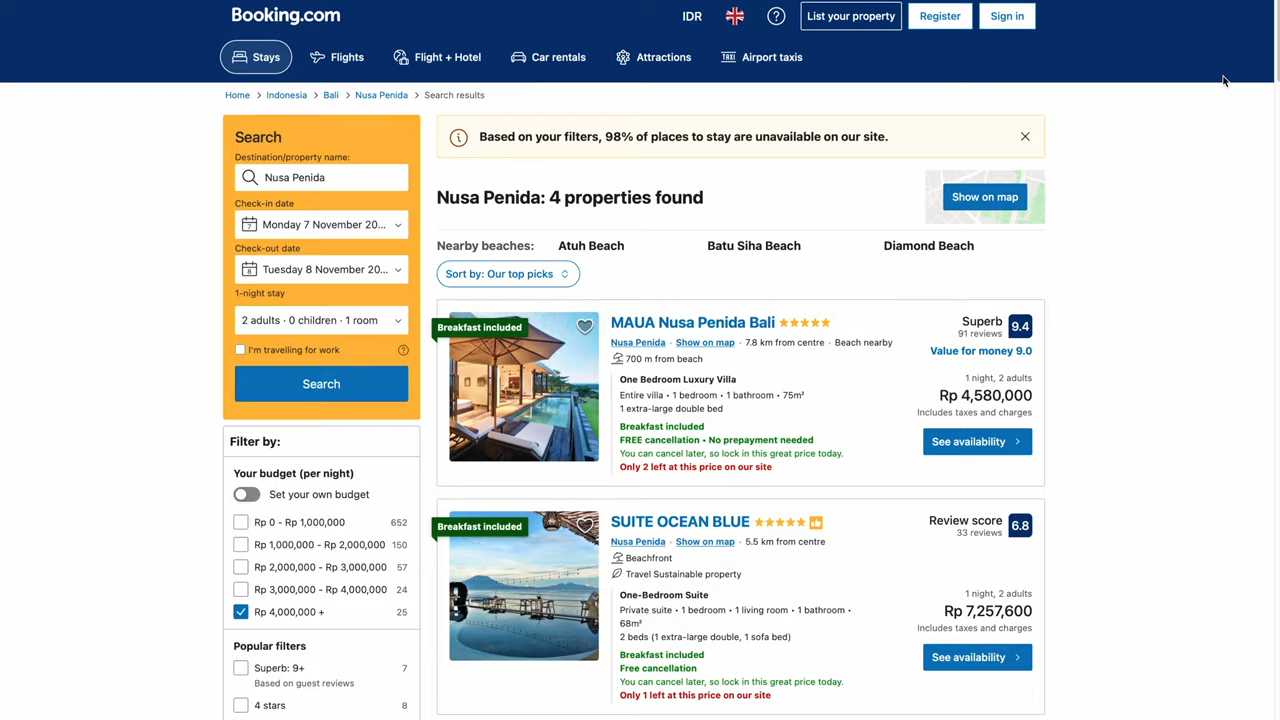 Booking.com
IDR
List your property
Register
Sign in
Stays
Flights
Flight + Hotel
Car rentals
Attractions
TAXI
Airport taxis
Home > Indonesia > Bali > Nusa Penida > Search results
Search
Destination/property name:
Nusa Penida
Check-in date
7
Monday 7 November 20...
Check-out date
8
Tuesday 8 November 20...
1-night stay
2 adults · 0 children · 1 room
I'm travelling for work
Search
Filter by:
Your budget (per night)
Set your own budget
Rp 0 - Rp 1,000,000 652
Rp 1,000,000 - Rp 2,000,000 150
Rp 2,000,000 - Rp 3,000,000 57
Rp 3,000,000 - Rp 4,000,000 24
Rp 4,000,000 + 25
Popular filters
Superb: 9+ 7
Based on guest reviews
4 stars 8
Based on your filters, 98% of places to stay are unavailable on our site.
Nusa Penida: 4 properties found
Show on map
Nearby beaches: Atuh Beach Batu Siha Beach Diamond Beach
Sort by: Our top picks
Breakfast included
MAUA Nusa Penida Bali
Nusa Penida · Show on map · 7.8 km from centre · Beach nearby
700 m from beach
One Bedroom Luxury Villa
Entire villa • 1 bedroom • 1 bathroom • 75m²
1 extra-large double bed
Breakfast included
FREE cancellation • No prepayment needed
You can cancel later, so lock in this great price today.
Only 2 left at this price on our site
Superb 9.4
91 reviews
Value for money 9.0
1 night, 2 adults
Rp 4,580,000
Includes taxes and charges
See availability
Breakfast included
SUITE OCEAN BLUE
Nusa Penida · Show on map · 5.5 km from centre
Beachfront
Travel Sustainable property
One-Bedroom Suite
Private suite • 1 bedroom • 1 living room • 1 bathroom •
68m²
2 beds (1 extra-large double, 1 sofa bed)
Breakfast included
Free cancellation
You can cancel later, so lock in this great price today.
Only 1 left at this price on our site
Review score 6.8
33 reviews
1 night, 2 adults
Rp 7,257,600
Includes taxes and charges
See availability